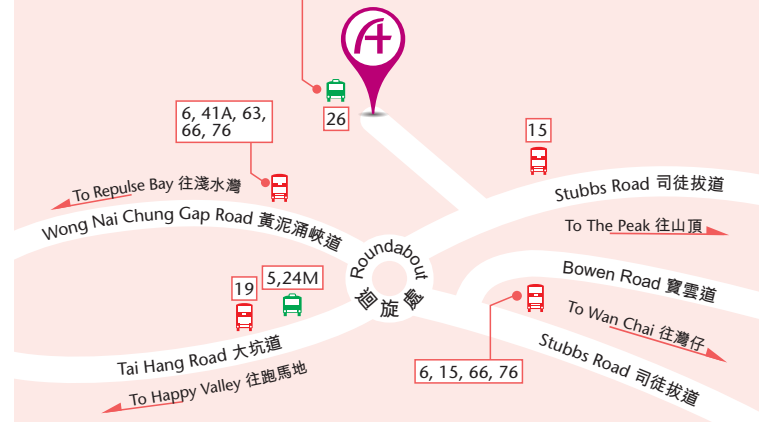 26
6, 41A, 63,
66, 76
15
To Repulse Bay 往淺水灣
Wong Nai Chung Gap Road 黃泥涌峽道
Stubbs Road 司徒拔道
To The Peak 往山頂
Roundabout
迴旋處
Bowen Road 寶雲道
19
5,24M
To Wan Chai 往灣仔
Stubbs Road 司徒拔道
Tai Hang Road 大坑道
To Happy Valley 往跑馬地
6, 15, 66, 76